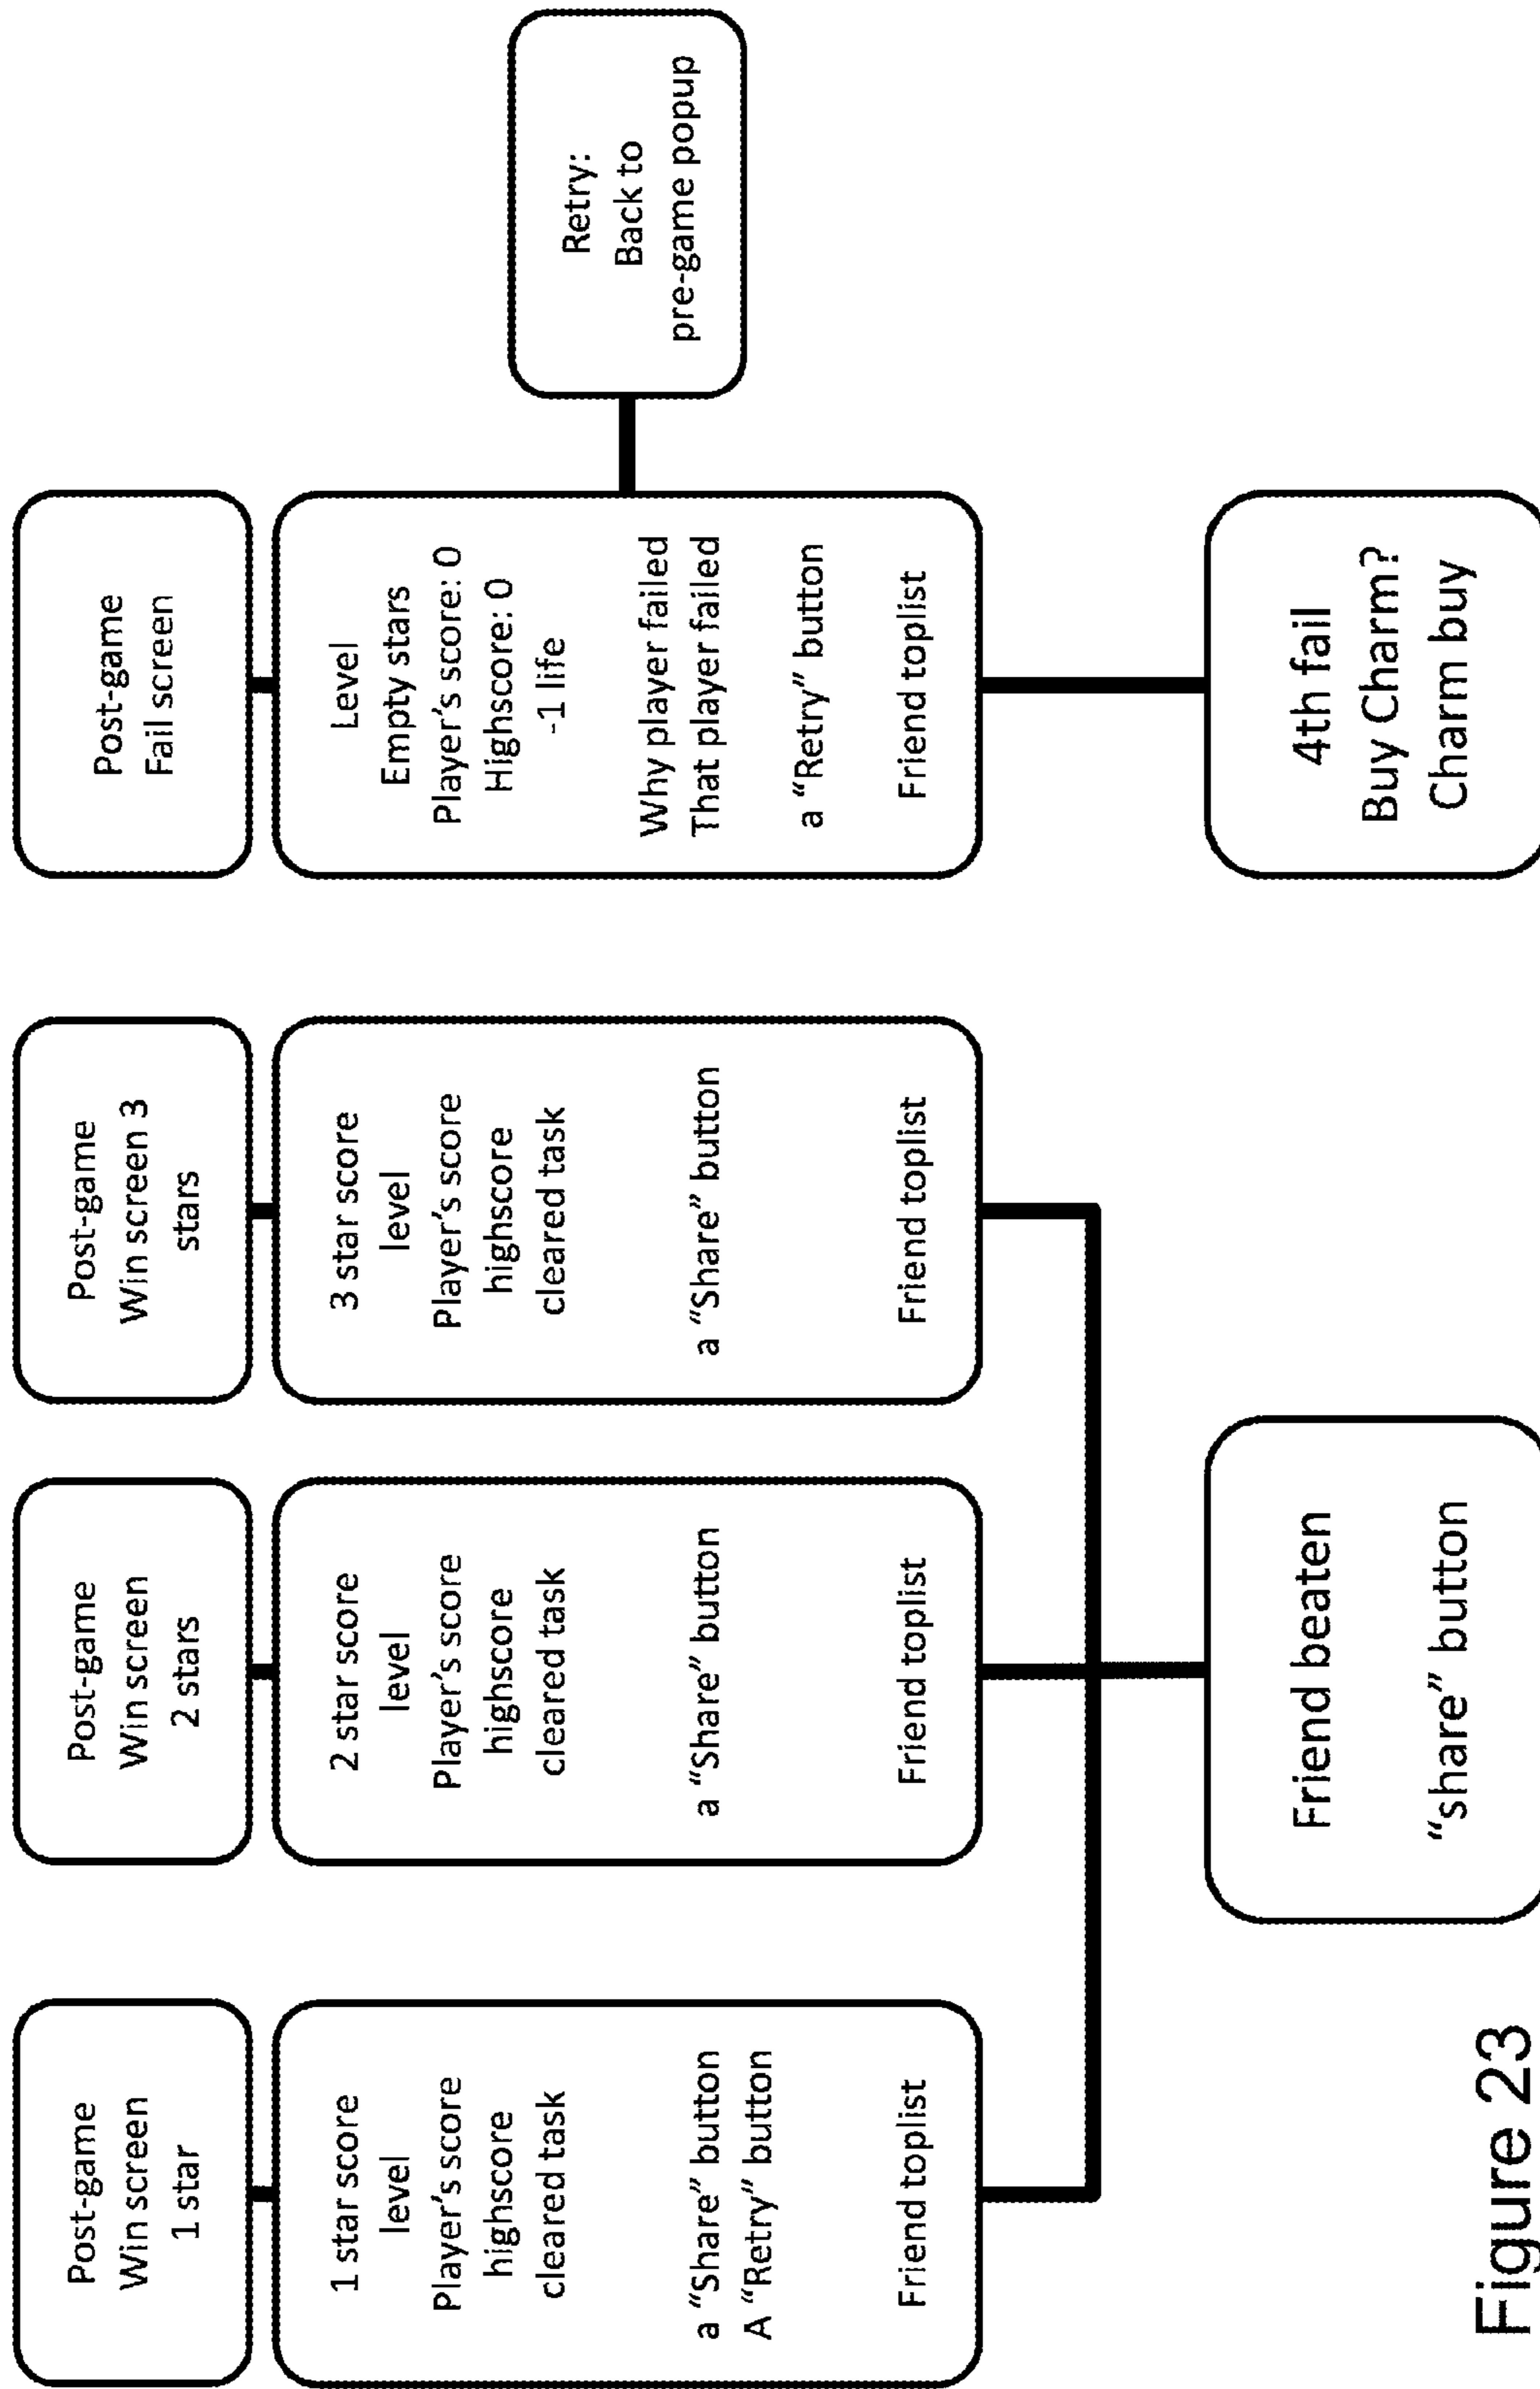 Post-game
Win screen
1 star
1 star score
level
Player's score
highscore
cleared task
a “Share” button
A “Retry” button
Friend toplist
Post-game
Win screen
2 stars
2 star score
level
Player's score
highscore
cleared task
a “Share” button
Friend toplist
Post-game
Win screen 3
stars
3 star score
level
Player's score
highscore
cleared task
a “Share” button
Friend toplist
Friend beaten
“share” button
Post-game
Fail screen
Level
Empty stars
Player's score: 0
Highscore: 0
-1 life
Why player failed
That player failed
a “Retry” button
Friend toplist
Retry:
Back to
pre-game popup
4th fail
Buy Charm?
Charm buy
Figure 23